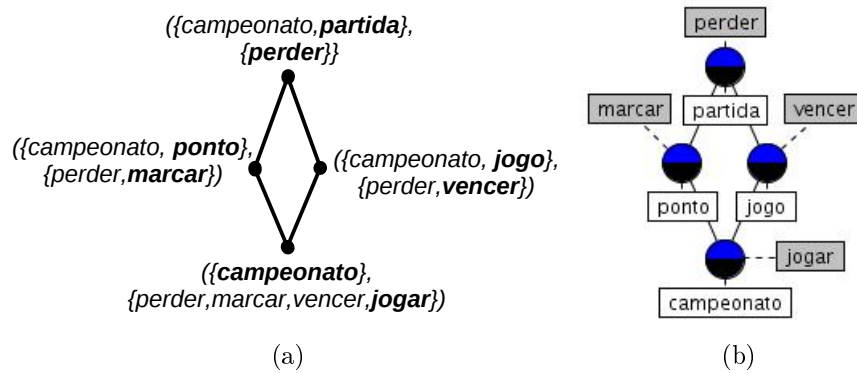 ({campeonato,partida},
{perder}}
({campeonato, ponto},
{perder,marcar})
({campeonato, jogo},
{perder,vencer})
({campeonato},
{perder,marcar,vencer,jogar})
(a)
perder
marcar
partida
vencer
ponto
jogo
jogar
campeonato
(b)